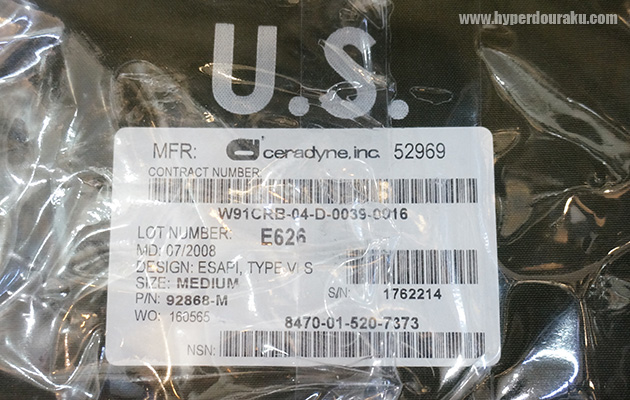 www.hyperdouraku.com
U.S.
MFR: ceradyne, inc. 52969
CONTRACT NUMBER:
W91CRB-04-D-0039-0016
LOT NUMBER: E626
MD: 07/2008
DESIGN: ESAPI, TYPE VI S
SIZE: MEDIUM
P/N: 92868-M
S/N: 1762214
WO: 160565
8470-01-520-7373
NSN: